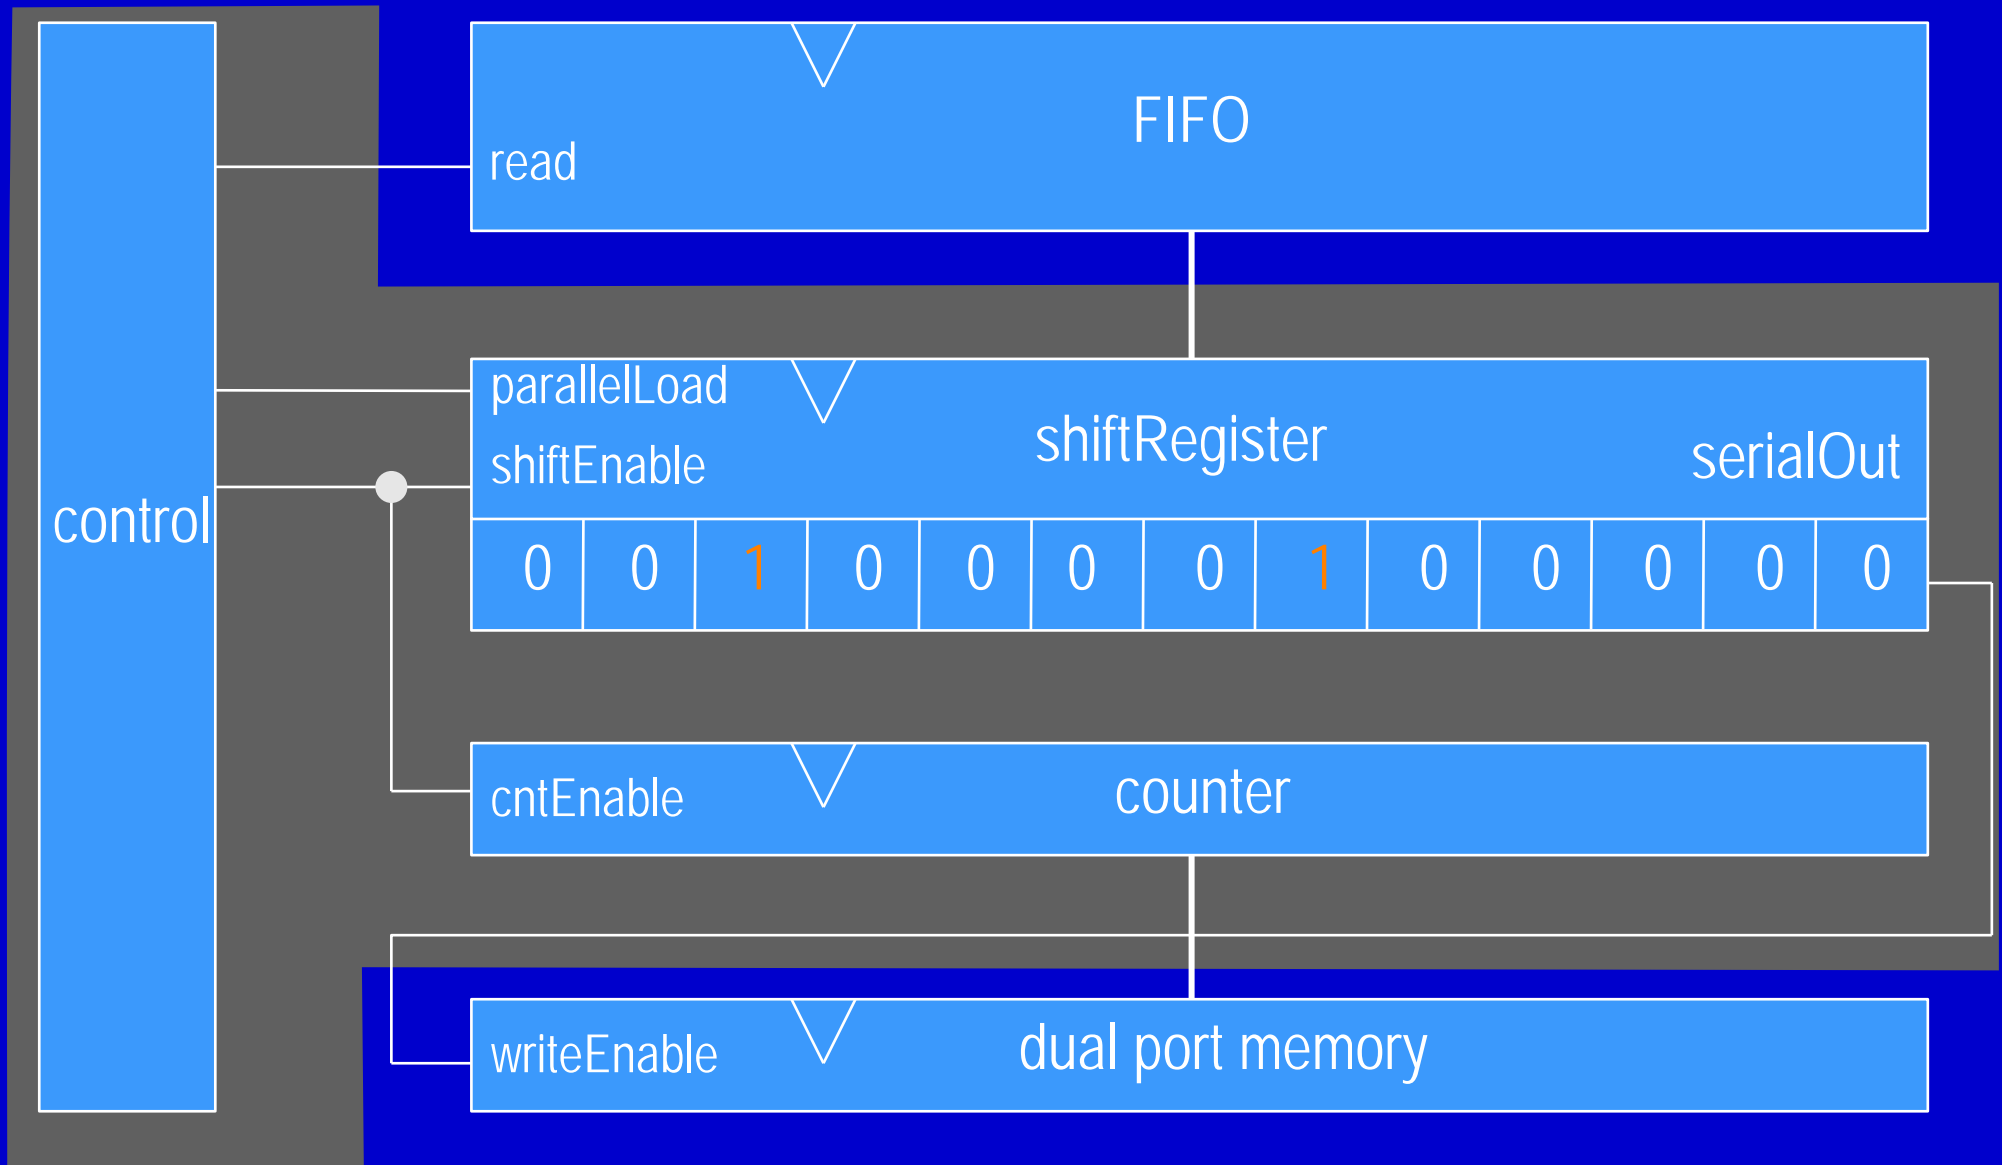 FIFO
read
parallelLoad
shiftRegister
shiftEnable
serialOut
control
0 0 1 0 0 0 0 1 0 0 0 0 0
cntEnable
counter
writeEnable
dual port memory